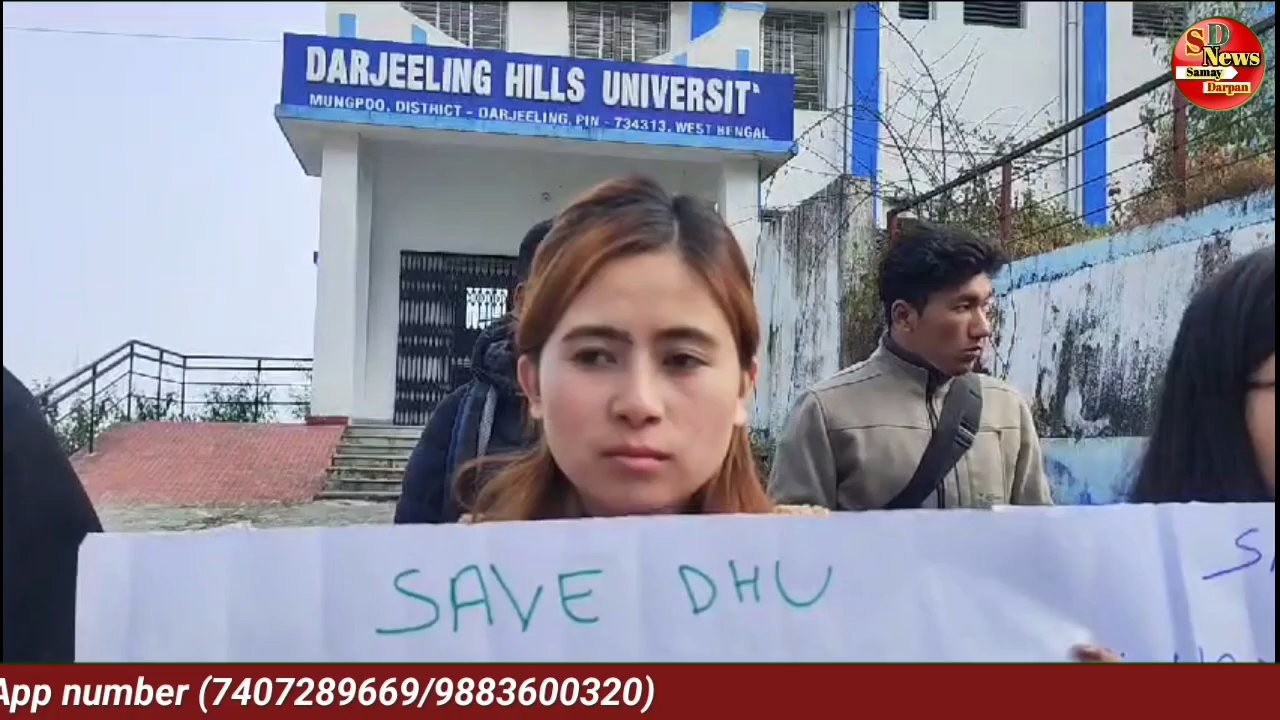 DARJEELING HILLS UNIVERSIT
MUNGPOO, DISTRICT - DARJEELING, PIN - 734313, WEST BENGAL
SD
News
Samay
Darpan
SAVE DHU
App number (7407289669/9883600320)